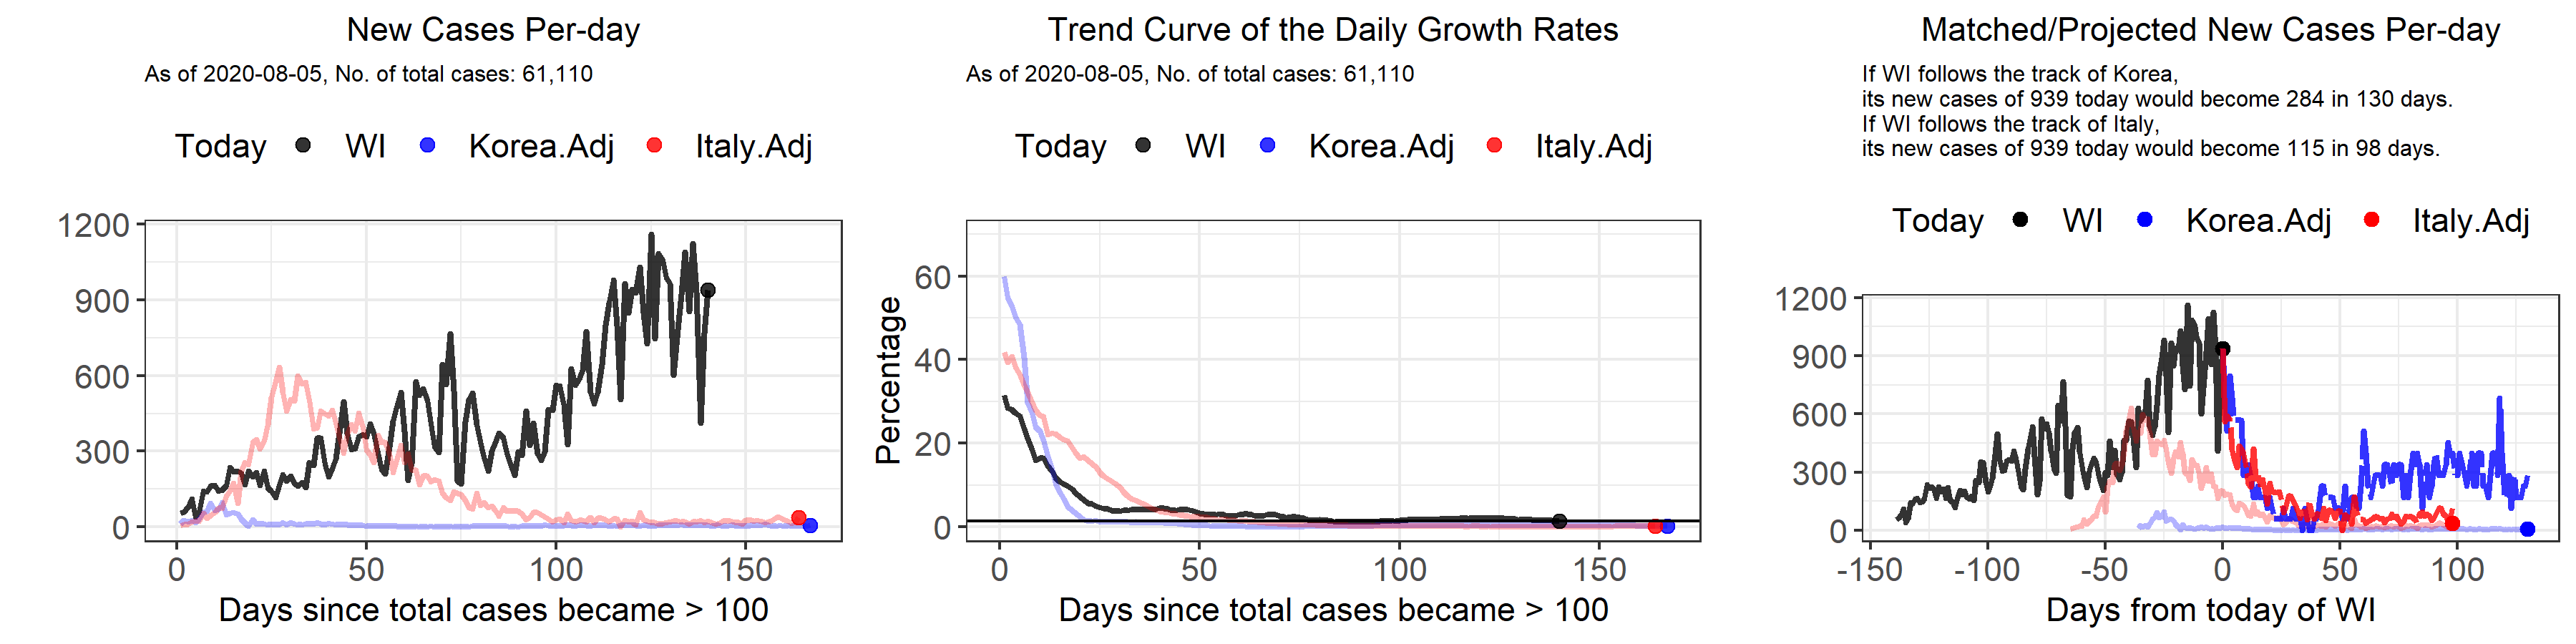 New Cases Per-day
As of 2020-08-05, No. of total cases: 61,110
Today WI Korea.Adj Italy.Adj
1200
900
600
300
0
0 50 100 150
Days since total cases became > 100
Trend Curve of the Daily Growth Rates
As of 2020-08-05, No. of total cases: 61,110
Today WI Korea.Adj Italy.Adj
Percentage
60
40
20
0
0 50 100 150
Days since total cases became > 100
Matched/Projected New Cases Per-day
If WI follows the track of Korea,
its new cases of 939 today would become 284 in 130 days.
If WI follows the track of Italy,
its new cases of 939 today would become 115 in 98 days.
Today WI Korea.Adj Italy.Adj
1200
900
600
300
0
-150 -100 -50 0 50 100
Days from today of WI